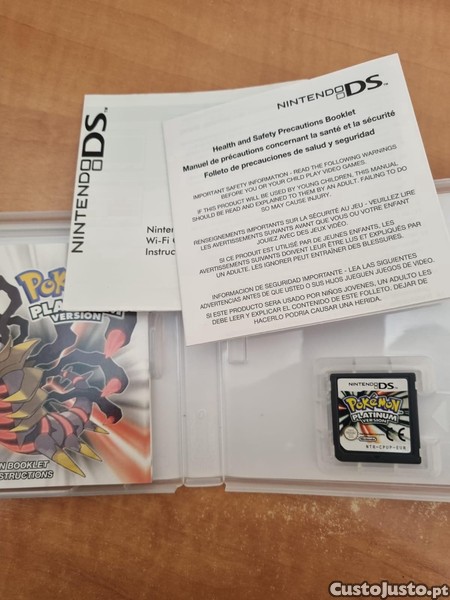 NINTENDO DS™
Ninten
Wi-Fi
Instruc
NINTENDO DS™
Health and Safety Precautions Booklet
Manuel de précautions concernant la santé et la sécurité
Folleto de precauciones de salud y seguridad
IMPORTANT SAFETY INFORMATION - READ THE FOLLOWING WARNINGS
BEFORE YOU OR YOUR CHILD PLAY VIDEO GAMES.
IF THIS PRODUCT WILL BE USED BY YOUNG CHILDREN, THIS MANUAL
SHOULD BE READ AND EXPLAINED TO THEM BY AN ADULT. FAILING TO DO
SO MAY CAUSE INJURY.
RENSEIGNEMENTS IMPORTANTS SUR LA SÉCURITÉ AU JEU - VEUILLEZ LIRE
LES AVERTISSEMENTS SUIVANTS AVANT QUE VOUS OU VOTRE ENFANT
JOUIEZ AVEC DES JEUX VIDÉO.
SI CE PRODUIT EST UTILISÉ PAR DE JEUNES ENFANTS, LES
AVERTISSEMENTS SUIVANTS DOIVENT LEUR ÊTRE LUS ET EXPLIQUÉS PAR
UN ADULTE. LES IGNORER PEUT ENTRAÎNER DES BLESSURES.
INFORMACION DE SEGURIDAD IMPORTANTE - LEA LAS SIGUIENTES
ADVERTENCIAS ANTES DE QUE USTED O SUS HIJOS JUEGUEN JUEGOS DE VIDEO.
SI ESTE PRODUCTO SERÁ USADO POR NIÑOS JÓVENES, UN ADULTO LES
DEBE LEER Y EXPLICAR EL CONTENIDO DE ESTE FOLLETO. DEJAR DE
HACERLO PODRIA CAUSAR UNA HERIDA.
POK
PLATINUM
VERSION
N BOOKLET
NSTRUCTIONS
NINTENDO DS™
POKÉMON
PLATINUM
VERSION
Nintendo
CE
NTR-CPUP-EUR
CustoJusto.pt